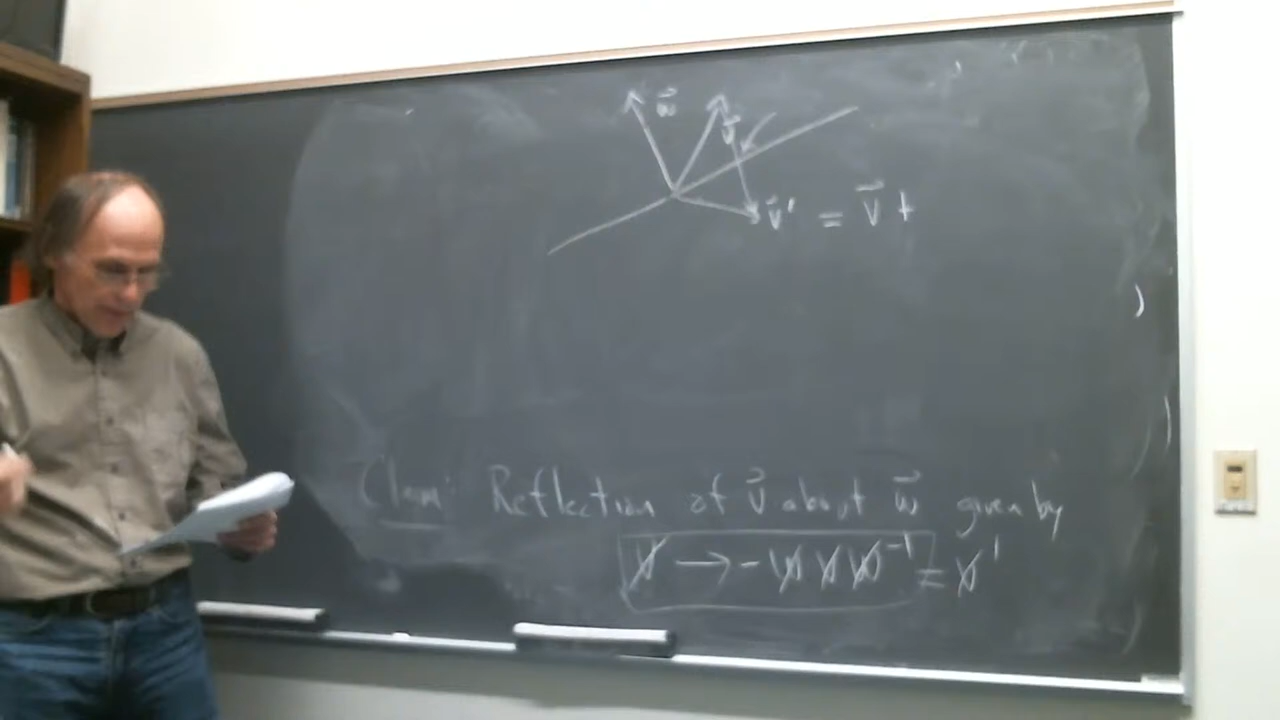 w⃗
v⃗
v⃗' = v⃗ +
Claim: Reflection of v⃗ about w⃗ given by
v̸ → - w̸ v̸ w̸⁻¹ = v̸'